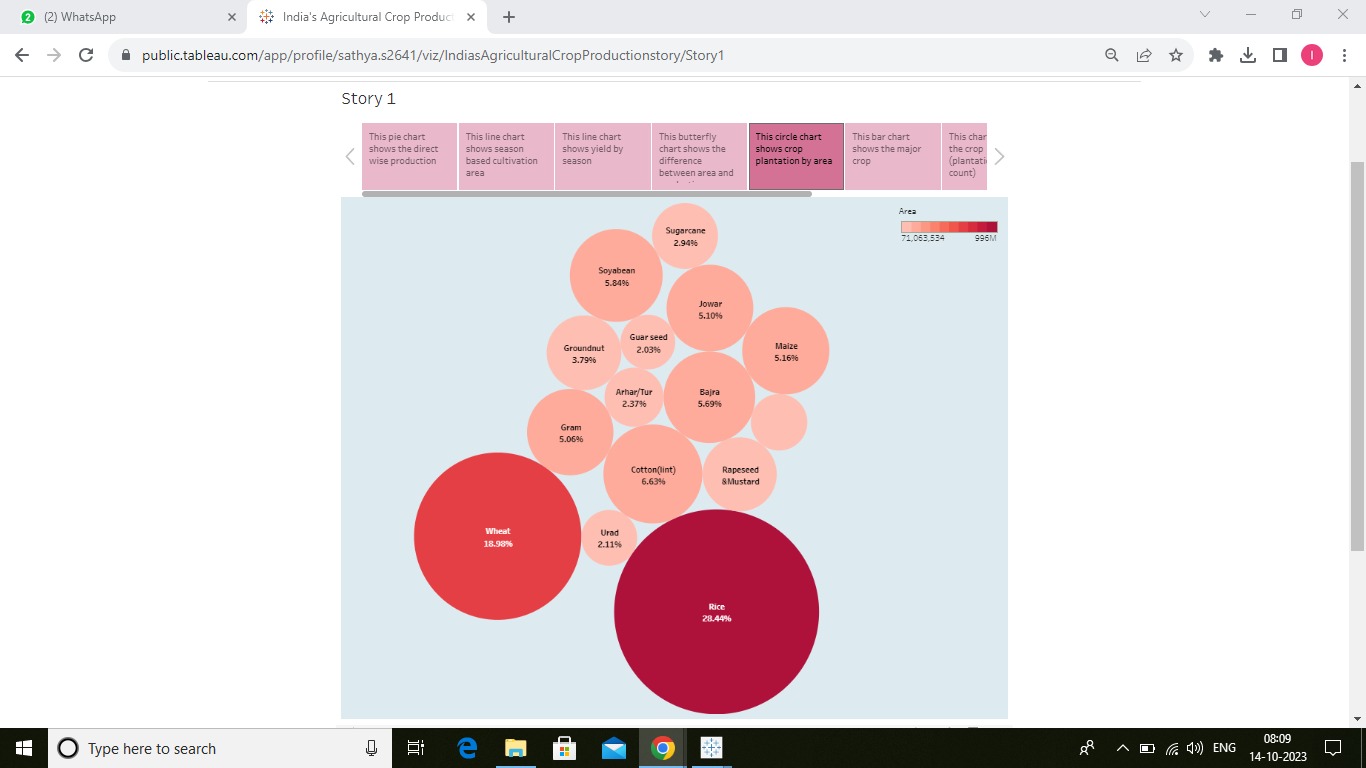 (2) WhatsApp
India's Agricultural Crop Product
public.tableau.com/app/profile/sathya.s2641/viz/IndiasAgriculturalCropProductionstory/Story1
I
Story 1
This pie chart
shows the direct
wise production
This line chart
shows season
based cultivation
area
This line chart
shows yield by
season
This butterfly
chart shows the
difference
between area and
This circle chart
shows crop
plantation by area
This bar chart
shows the major
crop
This char
the crop
(plantati
count)
Area
71,063,534 996M
Sugarcane
2.94%
Soyabean
5.84%
Jowar
5.10%
Guar seed
2.03%
Groundnut
3.79%
Maize
5.16%
Arhar/Tur
2.37%
Bajra
5.69%
Gram
5.06%
Cotton(lint)
6.63%
Rapeseed
&Mustard
Wheat
18.98%
Urad
2.11%
Rice
28.44%
Type here to search
ENG
08:09
14-10-2023